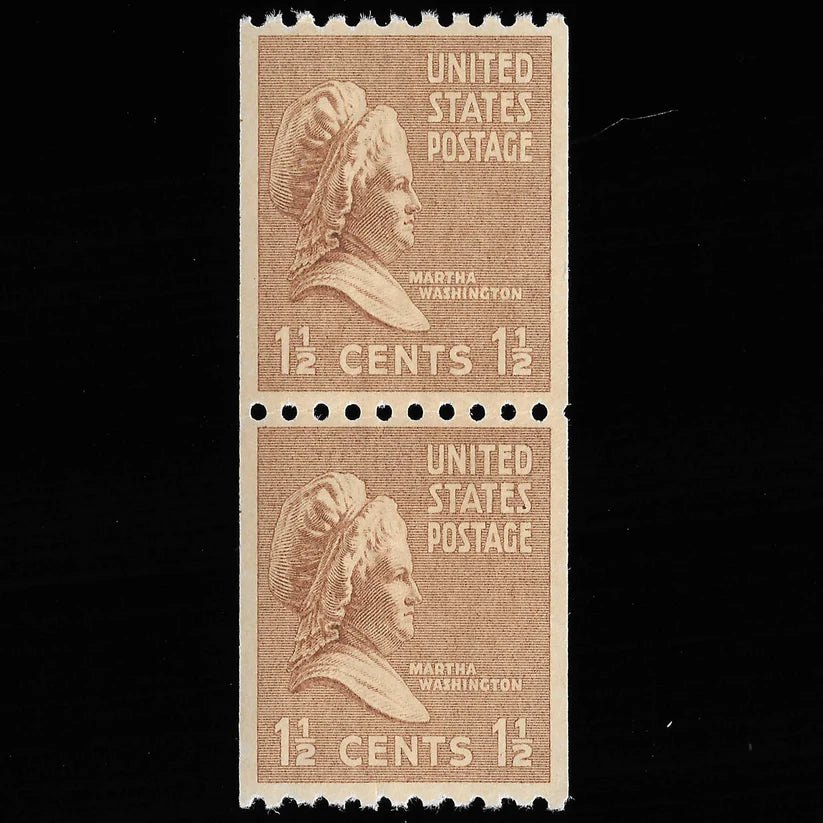 UNITED
STATES
POSTAGE
MARTHA
WASHINGTON
1½ CENTS 1½
UNITED
STATES
POSTAGE
MARTHA
WASHINGTON
1½ CENTS 1½